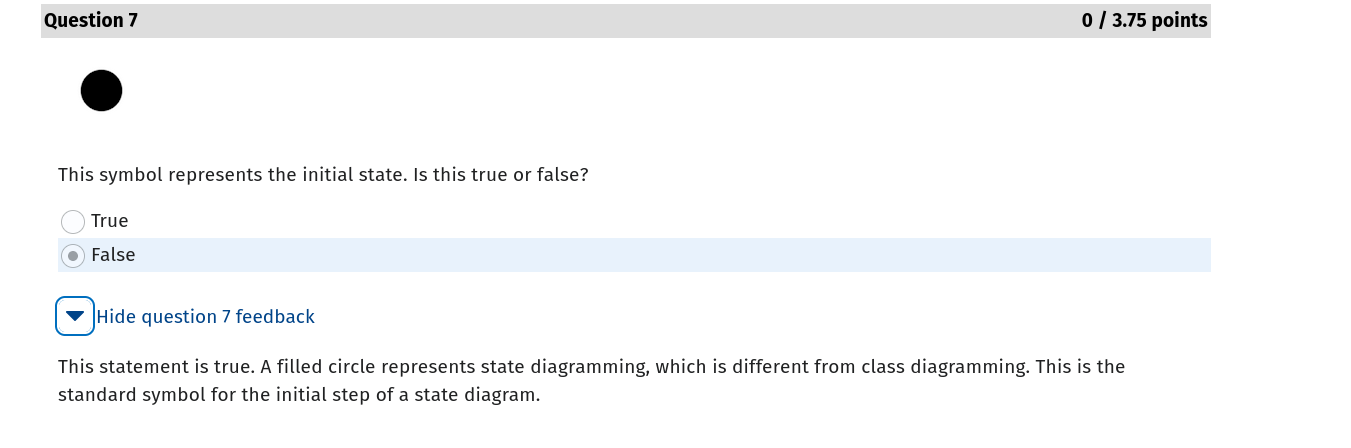 Question 7
0 / 3.75 points
This symbol represents the initial state. Is this true or false?
True
False
Hide question 7 feedback
This statement is true. A filled circle represents state diagramming, which is different from class diagramming. This is the
standard symbol for the initial step of a state diagram.